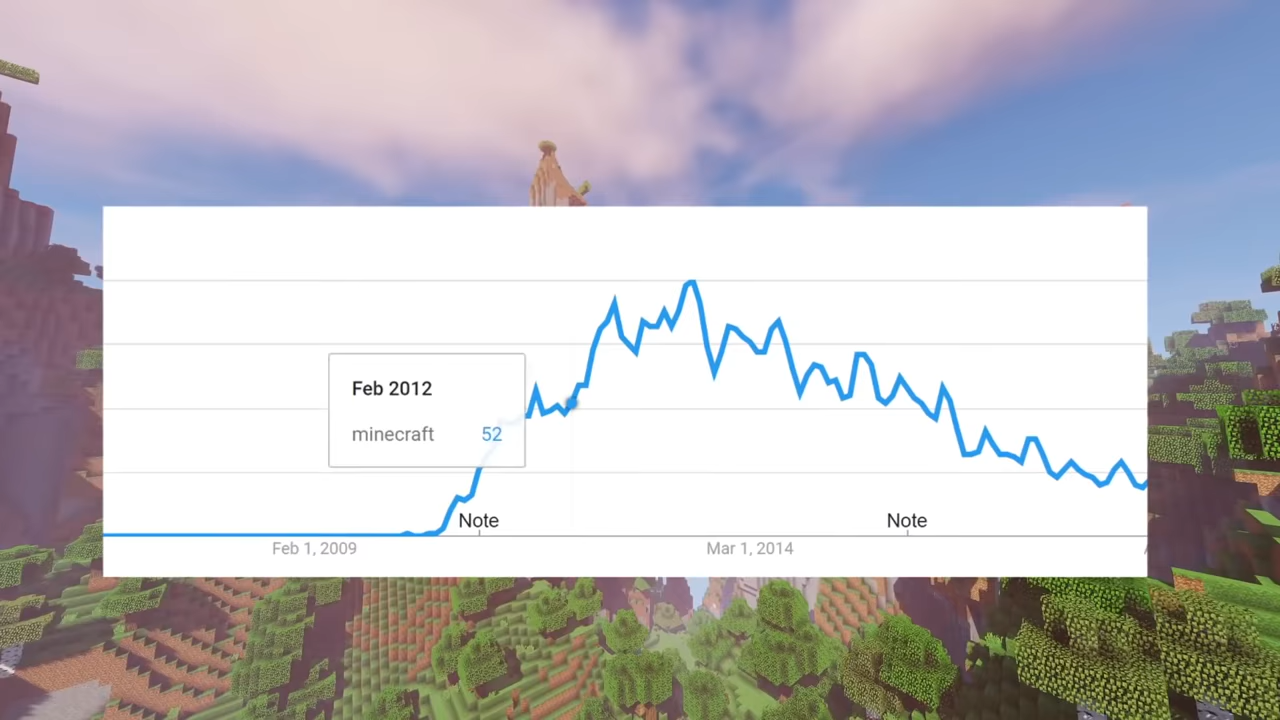 Feb 2012
minecraft 52
Note Note
Feb 1, 2009 Mar 1, 2014